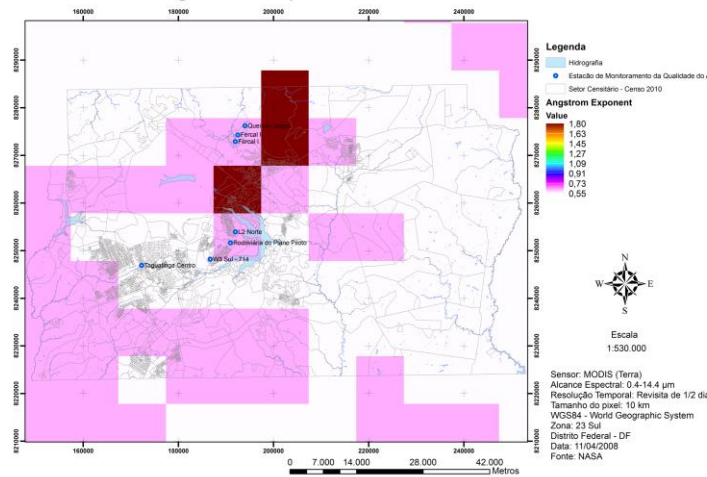 160000 180000 200000 220000 240000
8290000
8280000
8270000
8260000
8250000
8240000
8230000
8220000
8210000
Fercal I
L2 Norte
Rodoviária do Plano Piloto
W3 Sul - 714
Taguatinga Centro
160000 180000 200000 220000 240000
0 7.000 14.000 28.000 42.000
Metros
Legenda
Hidrografia
Estacão de Monitoramento da Qualidade do
Setor Censitário - Censo 2010
Angstrom Exponent
Value
1,80
1,63
1,45
1,27
1,09
0,91
0,73
0,55
N
W E
S
Escala
1:530.000
Sensor: MODIS (Terra)
Alcance Espectral: 0.4-14.4 µm
Resolução Temporal: Revisita de 1/2 dia
Tamanho do pixel: 10 km
WGS84 - World Geographic System
Zona: 23 Sul
Distrito Federal - DF
Data: 11/04/2008
Fonte: NASA